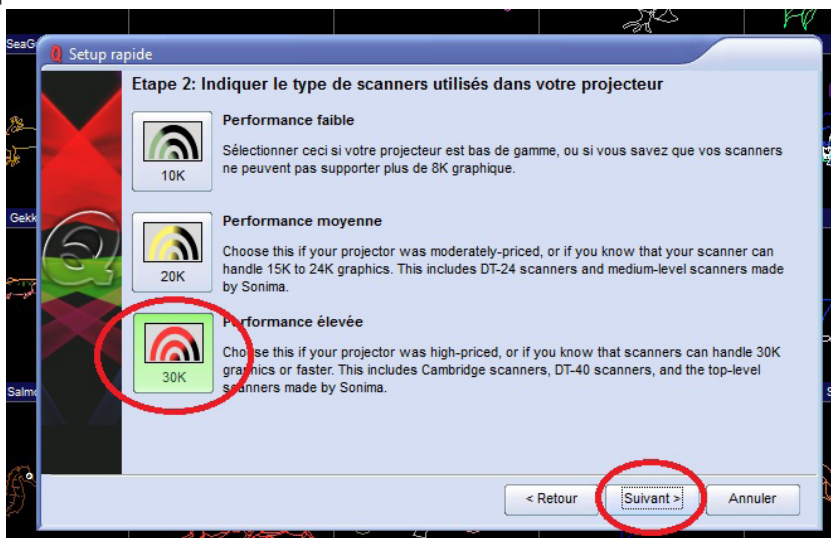 SeaG
Setup rapide
Etape 2: Indiquer le type de scanners utilisés dans votre projecteur
Performance faible
Sélectionner ceci si votre projecteur est bas de gamme, ou si vous savez que vos scanners
ne peuvent pas supporter plus de 8K graphique.
10K
Gekk
Performance moyenne
Choose this if your projector was moderately-priced, or if you know that your scanner can
handle 15K to 24K graphics. This includes DT-24 scanners and medium-level scanners made
by Sonima.
20K
Performance élevée
Choose this if your projector was high-priced, or if you know that scanners can handle 30K
graphics or faster. This includes Cambridge scanners, DT-40 scanners, and the top-level
scanners made by Sonima.
30K
Salmo
< Retour
Suivant >
Annuler